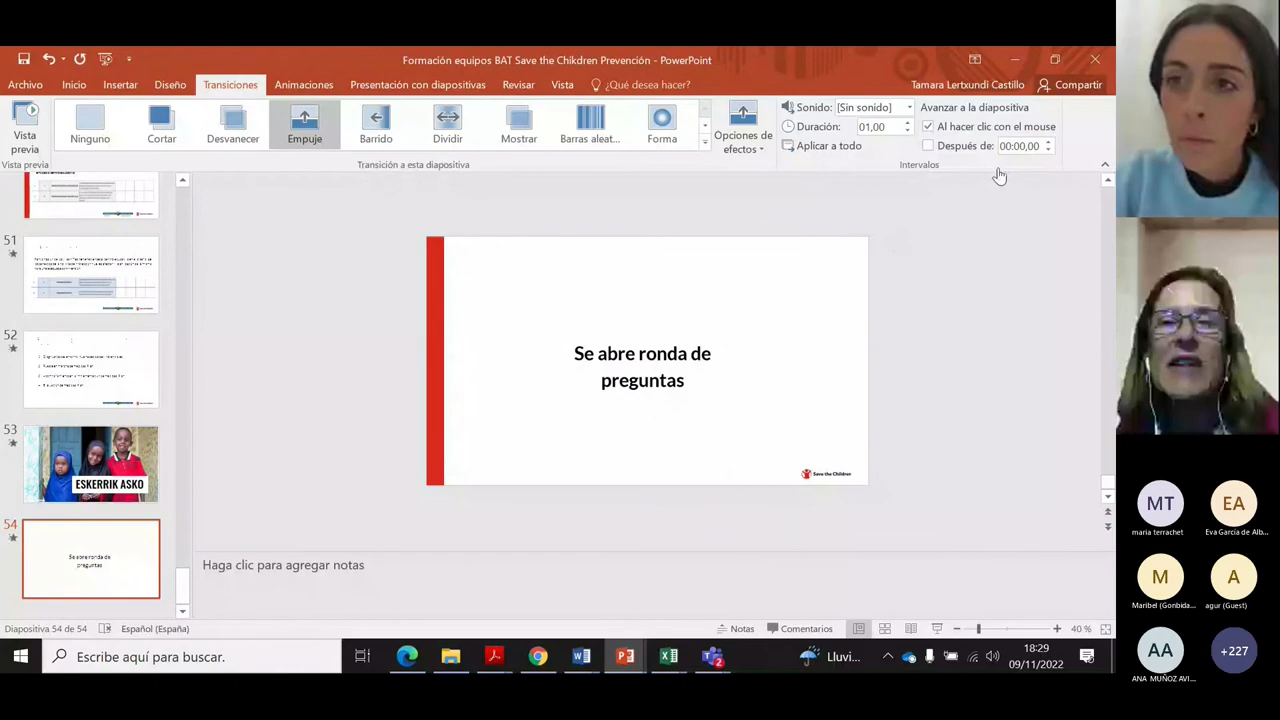 Formación equipos BAT Save the Chikdren Prevención - PowerPoint
Archivo Inicio Insertar Diseño Transiciones Animaciones Presentación con diapositivas Revisar Vista ¿Qué desea hacer? Tamara Lertxundi Castillo Compartir
Vista previa
Ninguno Cortar Desvanecer Empuje Barrido Dividir Mostrar Barras aleat... Forma
Opciones de efectos
Sonido: [Sin sonido]
Duración: 01,00
Aplicar a todo
Avanzar a la diapositiva
Al hacer clic con el mouse
Después de: 00:00,00
Vista previa Transición a esta diapositiva Intervalos
51
52
53
ESKERRIK ASKO
54
Se abre ronda de
preguntas
Se abre ronda de
preguntas
Save the Children
Haga clic para agregar notas
Diapositiva 54 de 54 Español (España) Notas Comentarios 40 %
Escribe aquí para buscar. Lluvi... 18:29
09/11/2022
MT EA
maria terrachet Eva García de Alb...
M A
Maribel (Gonbida... agur (Guest)
AA +227
ANA MUÑOZ AVI...